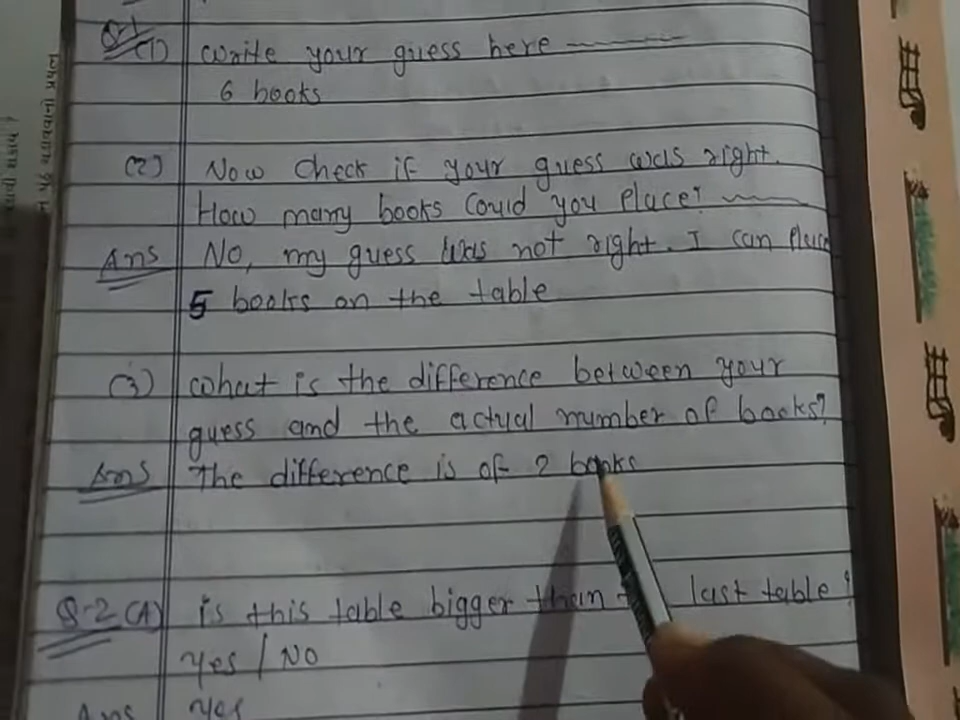 Q-1
(1) Write your guess here
6 books
(2) Now Check if your guess was right.
How many books Could you Place?
Ans No, my guess was not right. I can place
5 books on the table
(3) What is the difference between your
guess and the actual number of books?
Ans The difference is of 2 books
Q-2 (A) is this table bigger than last table?
Yes / No
Ans Yes